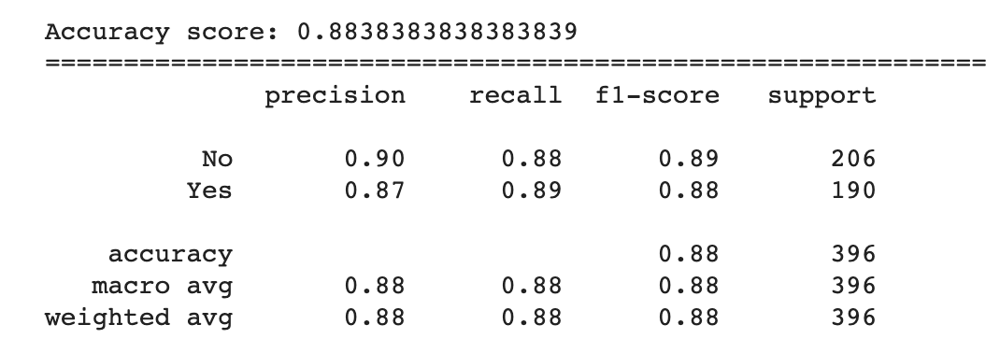 Accuracy score: 0.8838383838383839
============================================================
precision recall f1-score support
No 0.90 0.88 0.89 206
Yes 0.87 0.89 0.88 190
accuracy 0.88 396
macro avg 0.88 0.88 0.88 396
weighted avg 0.88 0.88 0.88 396